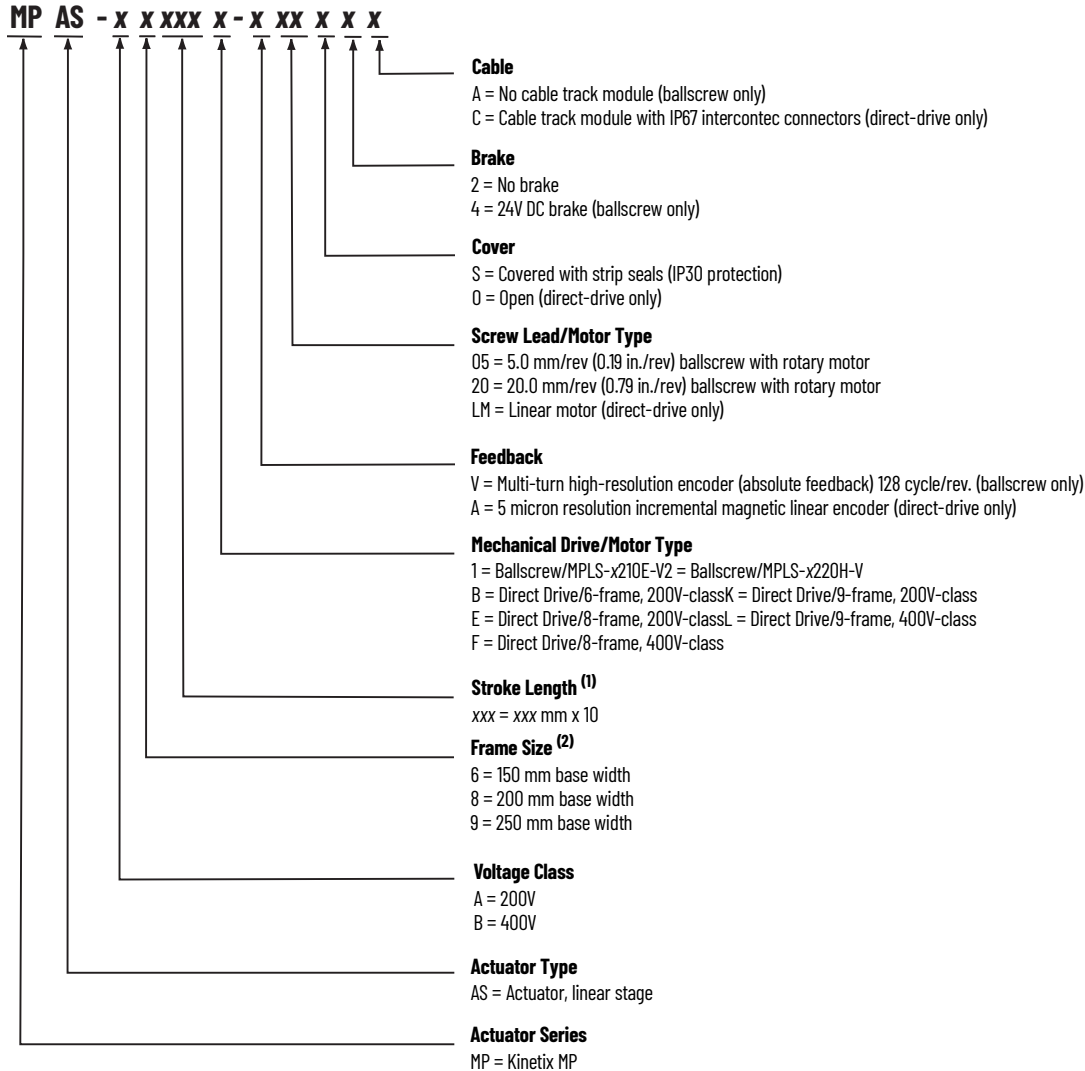 MP AS - x x xxx x - x xx x x x
Cable
A = No cable track module (ballscrew only)
C = Cable track module with IP67 intercontec connectors (direct-drive only)
Brake
2 = No brake
4 = 24V DC brake (ballscrew only)
Cover
S = Covered with strip seals (IP30 protection)
O = Open (direct-drive only)
Screw Lead/Motor Type
05 = 5.0 mm/rev (0.19 in./rev) ballscrew with rotary motor
20 = 20.0 mm/rev (0.79 in./rev) ballscrew with rotary motor
LM = Linear motor (direct-drive only)
Feedback
V = Multi-turn high-resolution encoder (absolute feedback) 128 cycle/rev. (ballscrew only)
A = 5 micron resolution incremental magnetic linear encoder (direct-drive only)
Mechanical Drive/Motor Type
1 = Ballscrew/MPLS-x210E-V2 = Ballscrew/MPLS-x220H-V
B = Direct Drive/6-frame, 200V-classK = Direct Drive/9-frame, 200V-class
E = Direct Drive/8-frame, 200V-classL = Direct Drive/9-frame, 400V-class
F = Direct Drive/8-frame, 400V-class
Stroke Length (1)
xxx = xxx mm x 10
Frame Size (2)
6 = 150 mm base width
8 = 200 mm base width
9 = 250 mm base width
Voltage Class
A = 200V
B = 400V
Actuator Type
AS = Actuator, linear stage
Actuator Series
MP = Kinetix MP